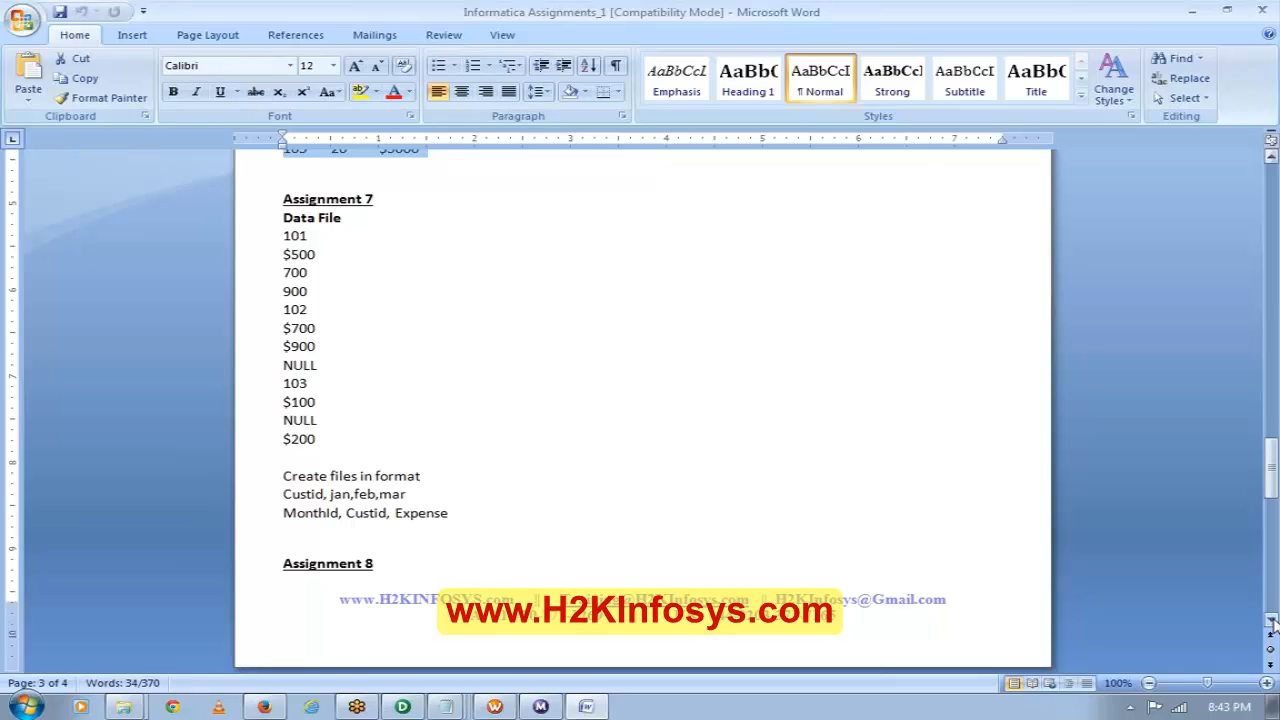 Informatica Assignments_1 [Compatibility Mode] - Microsoft Word
Home Insert Page Layout References Mailings Review View
Paste Cut Copy Format Painter
Calibri 12
AaBbCcI AaBbC AaBbCcI AaBbCcI AaBbCcI AaBbC
Emphasis Heading 1 ¶ Normal Strong Subtitle Title
Change Styles
Find Replace Select
Clipboard Font Paragraph Styles Editing
Assignment 7
Data File
101
$500
700
900
102
$700
$900
NULL
103
$100
NULL
$200
Create files in format
Custid, jan,feb,mar
MonthId, Custid, Expense
Assignment 8
www.H2KInfosys.com
Page: 3 of 4 Words: 34/370 100%
8:43 PM